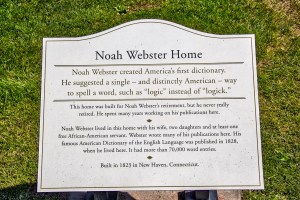 Noah Webster Home
Noah Webster created America's first dictionary.
He suggested a single – and distinctly American – way
to spell a word, such as "logic" instead of "logick."
This home was built for Noah Webster's retirement, but he never really
retired. He spent many years working on his publications here.
Noah Webster lived in this home with his wife, two daughters and at least one
free African-American servant. Webster wrote many of his publications here. His
famous American Dictionary of the English Language was published in 1828,
when he lived here. It had more than 70,000 word entries.
Built in 1823 in New Haven, Connecticut.